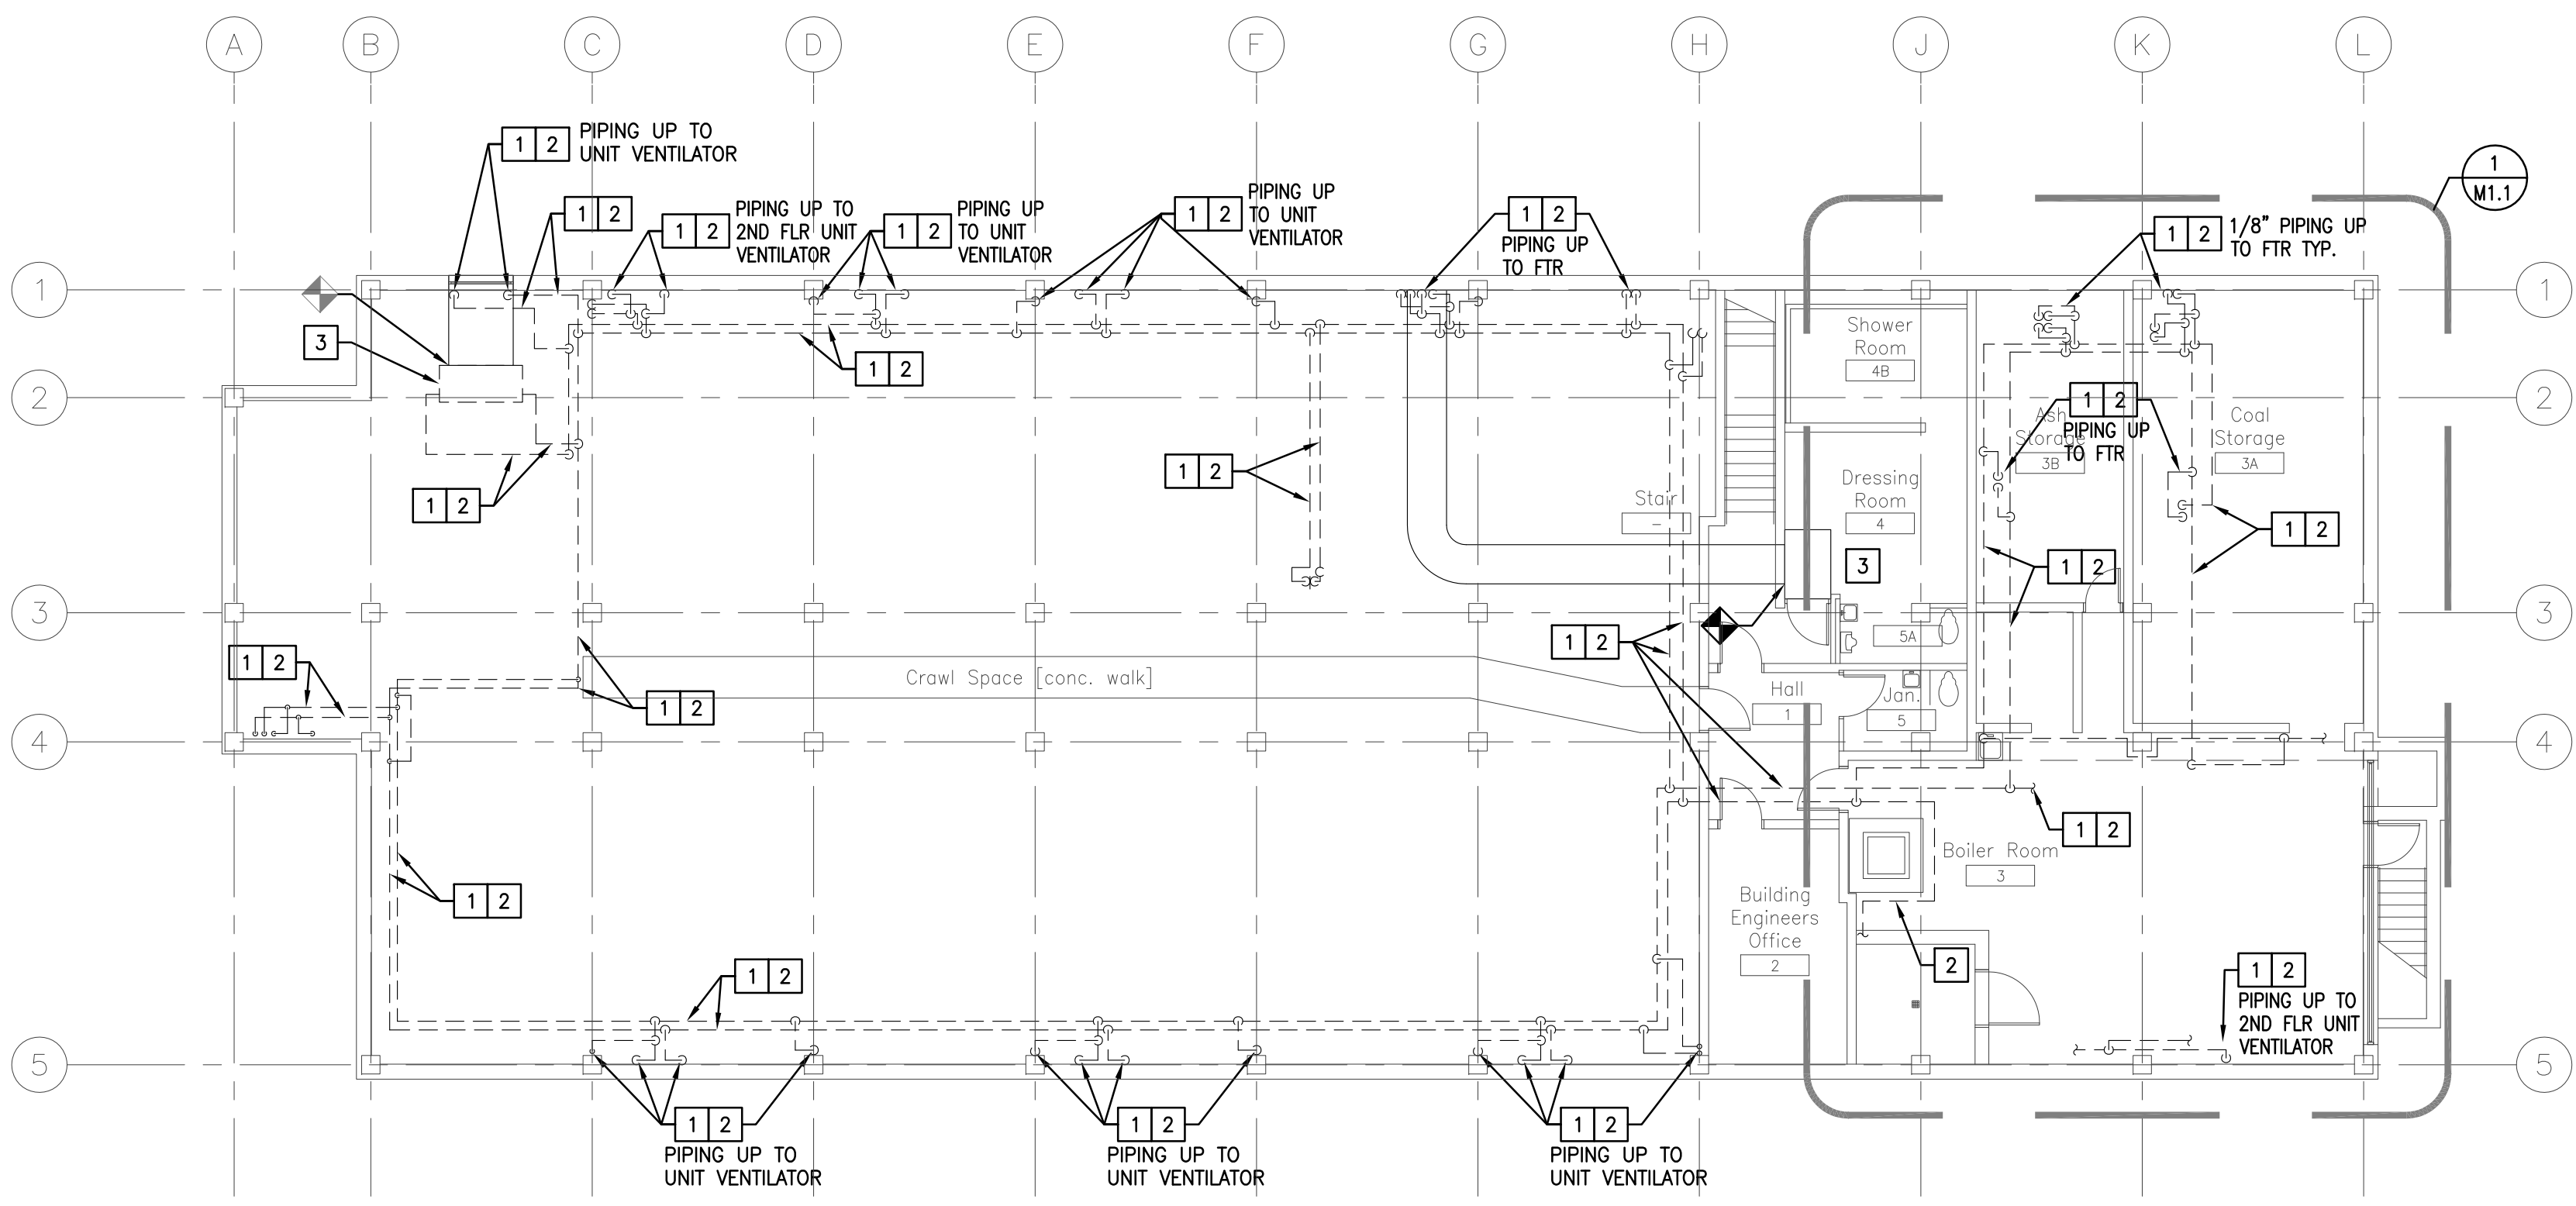 A B C D E F G H J K L
1 2 PIPING UP TO
UNIT VENTILATOR
1
M1.1
1 2
1 2 PIPING UP TO
2ND FLR UNIT
VENTILATOR
1 2 PIPING UP
TO UNIT
VENTILATOR
1 2 PIPING UP
TO UNIT
VENTILATOR
1 2
PIPING UP
TO FTR
1 2 1/8" PIPING UP
TO FTR TYP.
1 1
3
1 2
Shower
Room
4B
2 2
1 2
PIPING UP
TO FTR
Ash
Storage
3B
Coal
Storage
3A
1 2
1 2
Stair
-
Dressing
Room
4
1 2
3
1 2
3 3
1 2
1 2
5A
Crawl Space [conc. walk]
1 2
Hall
1
Jan.
5
4 4
1 2
Boiler Room
3
1 2
Building
Engineers
Office
2
2
1 2
1 2
PIPING UP TO
2ND FLR UNIT
VENTILATOR
5 5
1 2
PIPING UP TO
UNIT VENTILATOR
1 2
PIPING UP TO
UNIT VENTILATOR
1 2
PIPING UP TO
UNIT VENTILATOR